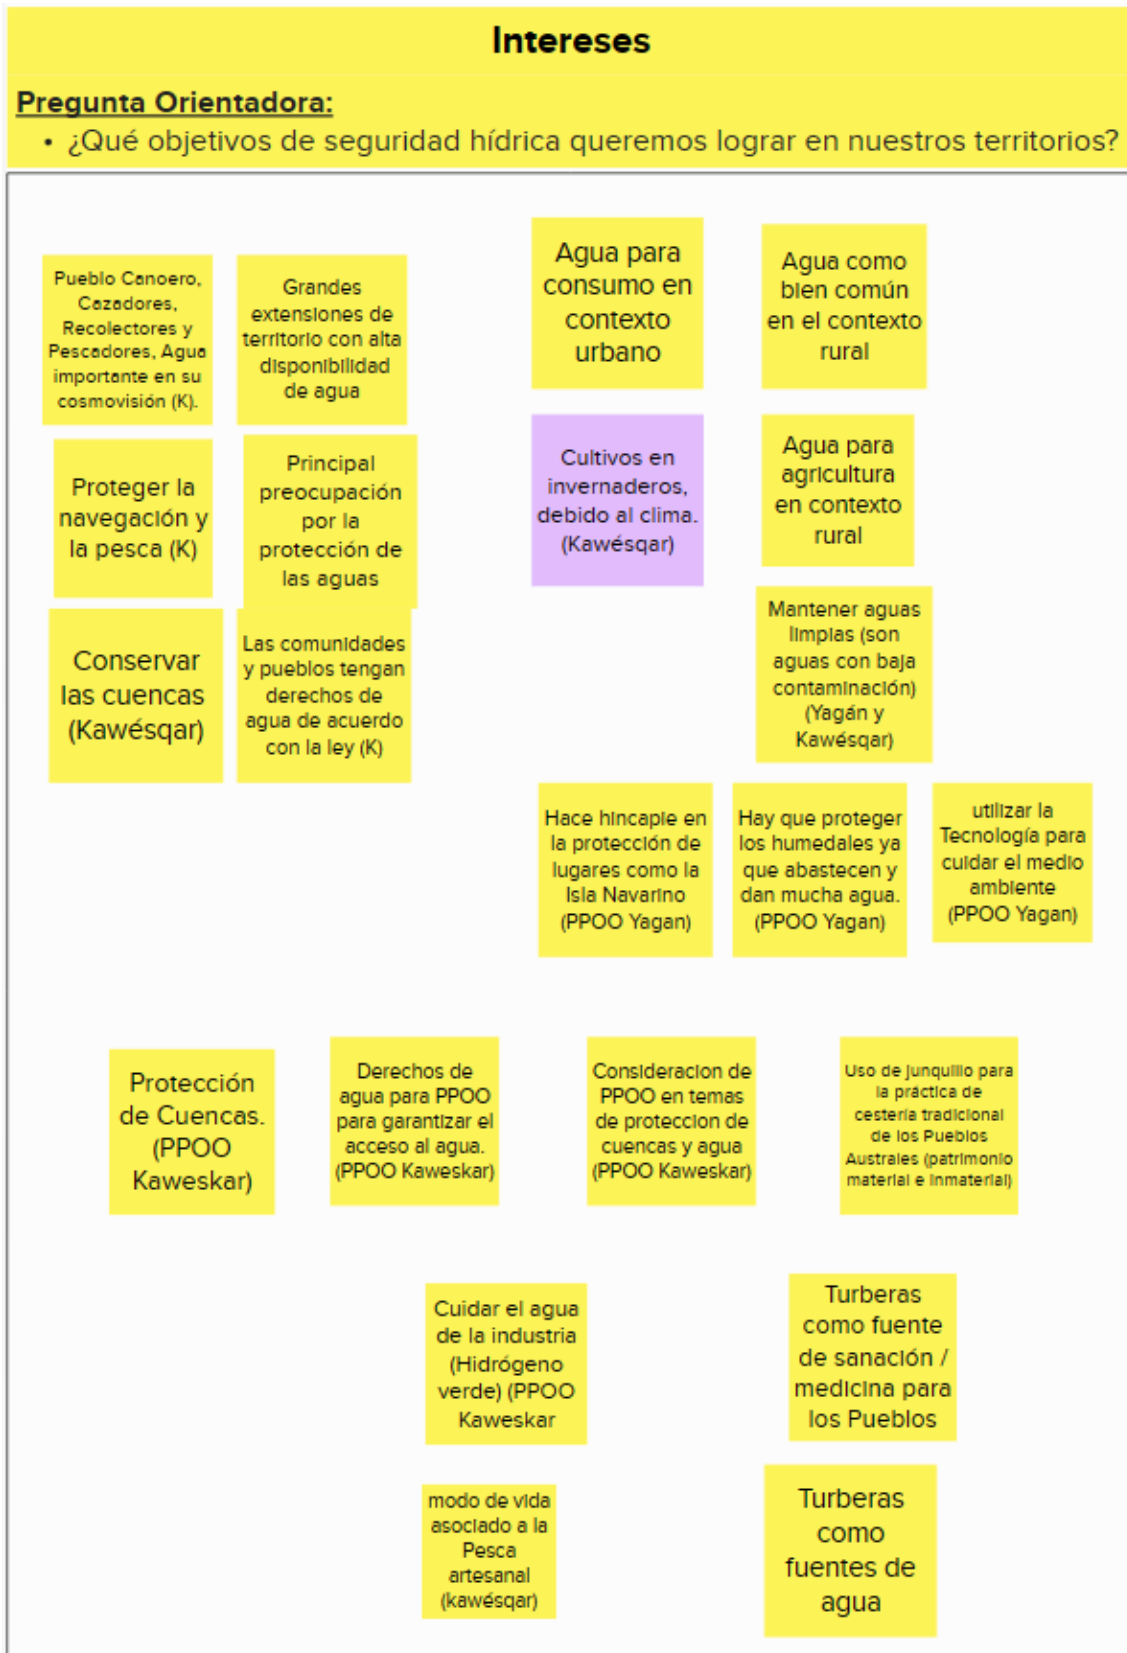 Intereses
Pregunta Orientadora:
• ¿Qué objetivos de seguridad hídrica queremos lograr en nuestros territorios?
Pueblo Canoero,
Cazadores,
Recolectores y
Pescadores, Agua
importante en su
cosmovisión (K).
Grandes
extensiones de
territorio con alta
disponibilidad
de agua
Agua para
consumo en
contexto
urbano
Agua como
bien común
en el contexto
rural
Proteger la
navegación y
la pesca (K)
Principal
preocupación
por la
protección de
las aguas
Cultivos en
invernaderos,
debido al clima.
(Kawésqar)
Agua para
agricultura
en contexto
rural
Conservar
las cuencas
(Kawésqar)
Las comunidades
y pueblos tengan
derechos de
agua de acuerdo
con la ley (K)
Mantener aguas
limpias (son
aguas con baja
contaminación)
(Yagán y
Kawésqar)
Hace hincapie en
la protección de
lugares como la
Isla Navarino
(PPOO Yagan)
Hay que proteger
los humedales ya
que abastecen y
dan mucha agua.
(PPOO Yagan)
utilizar la
Tecnología para
cuidar el medio
ambiente
(PPOO Yagan)
Protección
de Cuencas.
(PPOO
Kaweskar)
Derechos de
agua para PPOO
para garantizar el
acceso al agua.
(PPOO Kaweskar)
Consideracion de
PPOO en temas
de proteccion de
cuencas y agua
(PPOO Kaweskar)
Uso de junquillo para
la práctica de
cestería tradicional
de los Pueblos
Australes (patrimonio
material e inmaterial)
Cuidar el agua
de la industria
(Hidrógeno
verde) (PPOO
Kaweskar
Turberas
como fuente
de sanación /
medicina para
los Pueblos
modo de vida
asociado a la
Pesca
artesanal
(kawésqar)
Turberas
como
fuentes de
agua